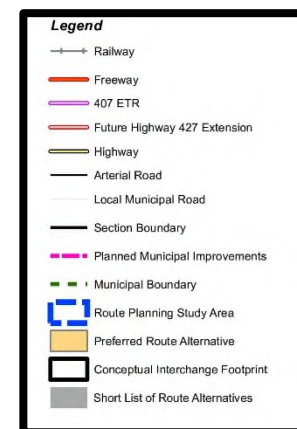 Legend
Railway
Freeway
407 ETR
Future Highway 427 Extension
Highway
Arterial Road
Local Municipal Road
Section Boundary
Planned Municipal Improvements
Municipal Boundary
Route Planning Study Area
Preferred Route Alternative
Conceptual Interchange Footprint
Short List of Route Alternatives